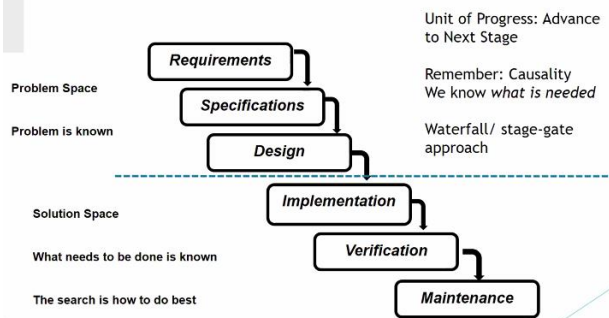 Unit of Progress: Advance
to Next Stage
Remember: Causality
We know what is needed
Waterfall/ stage-gate
approach
Problem Space
Problem is known
Requirements
Specifications
Design
Solution Space
What needs to be done is known
The search is how to do best
Implementation
Verification
Maintenance